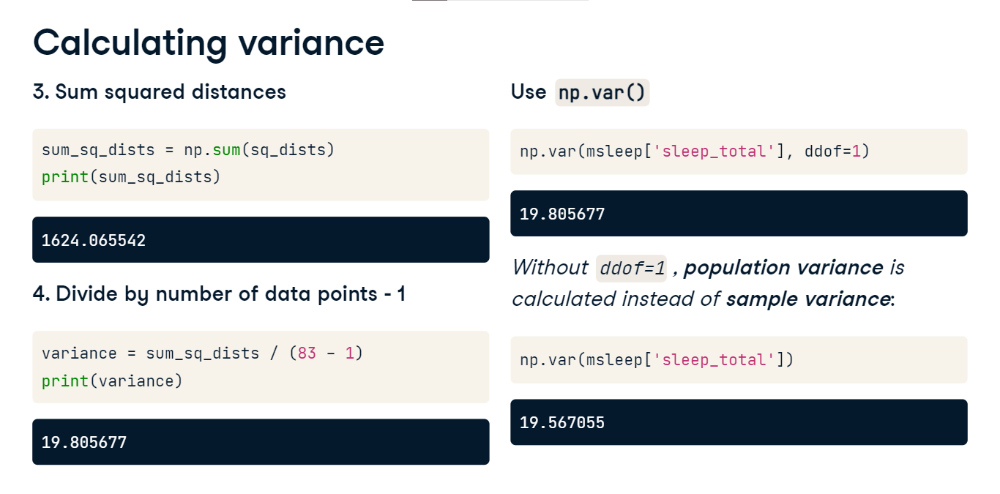 Calculating variance
3. Sum squared distances
sum_sq_dists = np.sum(sq_dists)
print(sum_sq_dists)
1624.065542
4. Divide by number of data points - 1
variance = sum_sq_dists / (83 - 1)
print(variance)
19.805677
Use np.var()
np.var(msleep['sleep_total'], ddof=1)
19.805677
Without ddof=1 , population variance is
calculated instead of sample variance:
np.var(msleep['sleep_total'])
19.567055